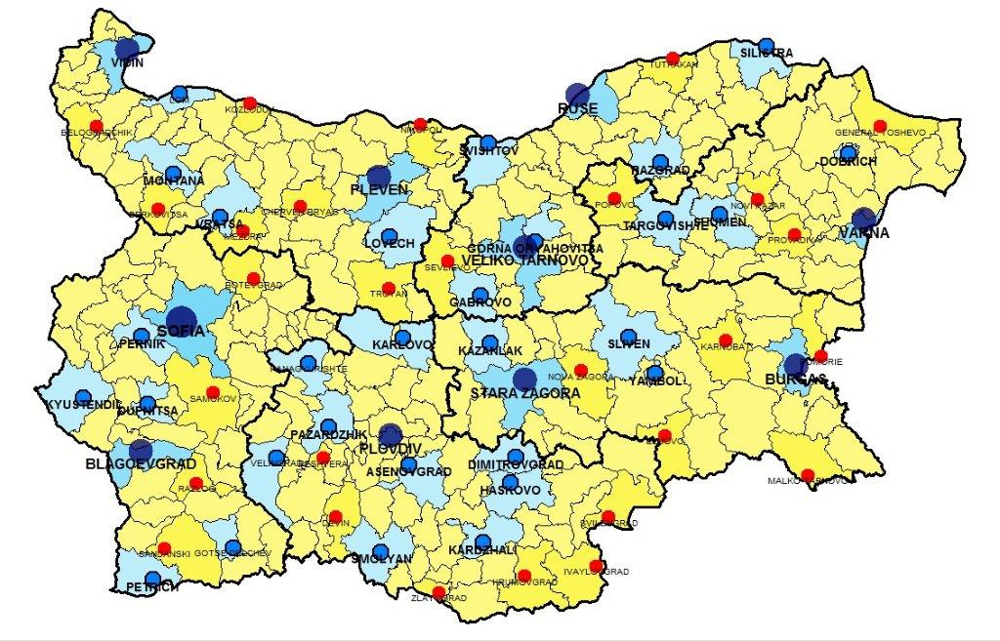 SILISTRA
VIDIN
TUTRAKAN
LOM
KOZLODUY
RUSE
NIKOPOL
BELOGRADCHIK
GENERAL TOSHEVO
SVISHTOV
DOBRICH
RAZGRAD
MONTANA
PLEVEN
POPOVO
NOVI PAZAR
BERKOVITSA
CHERVEN BRYAG
VRATSA
TARGOVISHTE
SHUMEN
MEZDRA
VARNA
LOVECH
PROVADIA
GORNA ORYAHOVITSA
VELIKO TARNOVO
SEVLIEVO
BOTEVGRAD
TROYAN
GABROVO
SOFIA
PERNIK
KARLOVO
KAZANLAK
SLIVEN
KARNOBAT
POMORIE
PANAGYURISHTE
NOVA ZAGORA
YAMBOL
BURGAS
STARA ZAGORA
SAMOKOV
KYUSTENDIL
DUPNITSA
PAZARDZHIK
PLOVDIV
BLAGOEVGRAD
VELINGRAD
PESHTERA
ASENOVGRAD
DIMITROVGRAD
MALKO TARNOVO
RAZLOG
HASKOVO
DEVIN
SVILENGRAD
SANDANSKI
GOTSE DELCHEV
SMOLYAN
KARDZHALI
IVAYLOVGRAD
KRUMOVGRAD
PETRICH
ZLATOGRAD